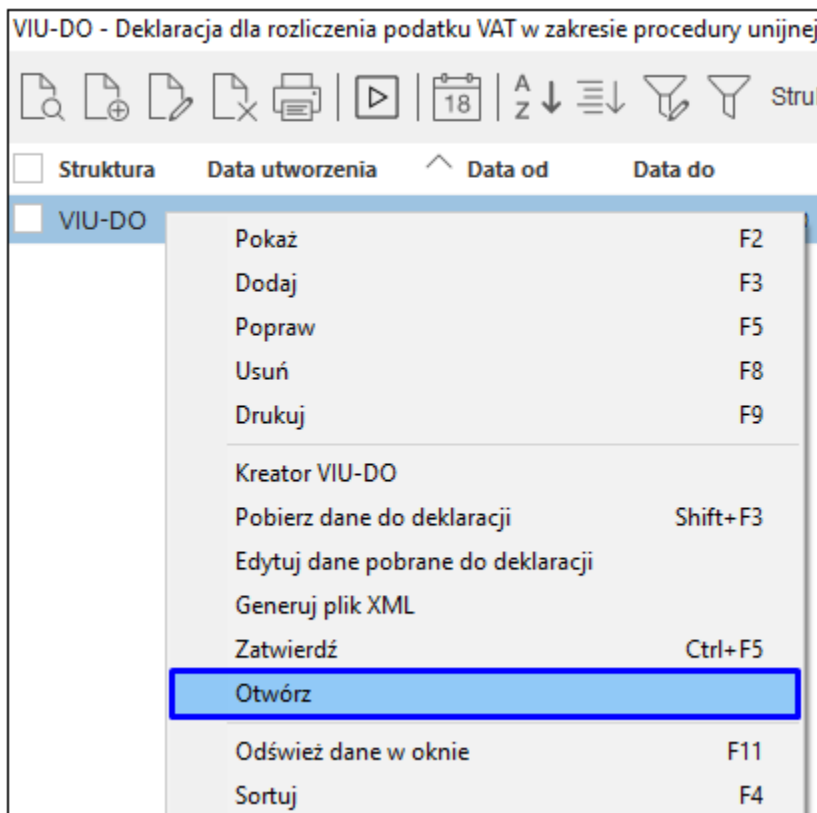 VIU-DO - Deklaracja dla rozliczenia podatku VAT w zakresie procedury unijnej
18 A Z
Struktura Data utworzenia Data od Data do
VIU-DO
Pokaż F2
Dodaj F3
Popraw F5
Usuń F8
Drukuj F9
Kreator VIU-DO
Pobierz dane do deklaracji Shift+F3
Edytuj dane pobrane do deklaracji
Generuj plik XML
Zatwierdź Ctrl+F5
Otwórz
Odśwież dane w oknie F11
Sortuj F4